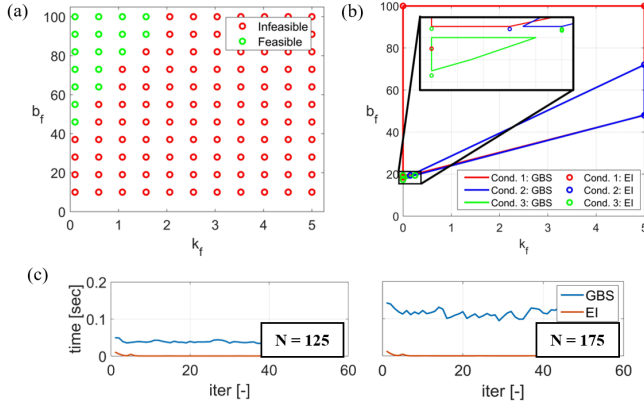 (a)
100
80
60
40
20
0
b_f
0
1
2
3
4
5
k_f
Infeasible
Feasible
(b)
100
80
60
40
20
0
b_f
0
1
2
3
4
5
k_f
Cond. 1: GBS
Cond. 2: GBS
Cond. 3: GBS
Cond. 1: EI
Cond. 2: EI
Cond. 3: EI
(c)
time [sec]
0.2
0.1
0
0
20
40
60
iter [-]
N = 125
0
20
40
60
iter [-]
GBS
EI
N = 175